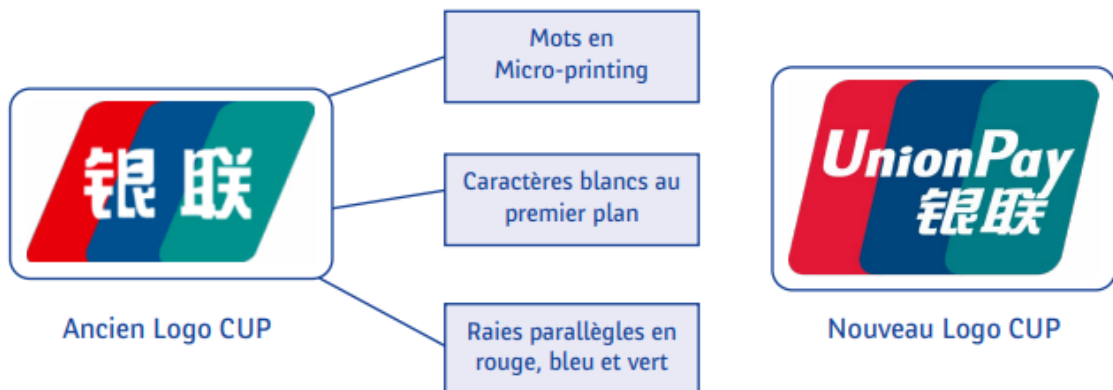 银联
Ancien Logo CUP
Mots en
Micro-printing
Caractères blancs au
premier plan
Raies parallègles en
rouge, bleu et vert
UnionPay
银联
Nouveau Logo CUP